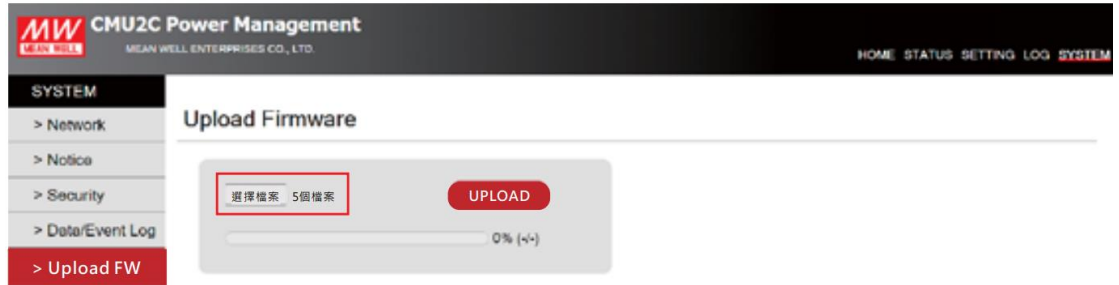 MW CMU2C Power Management
MEAN WELL MEAN WELL ENTERPRISES CO., LTD.
HOME STATUS SETTING LOG SYSTEM
SYSTEM
> Network
> Notice
> Security
> Data/Event Log
> Upload FW
Upload Firmware
選擇檔案 5個檔案 UPLOAD
0% (-/-)